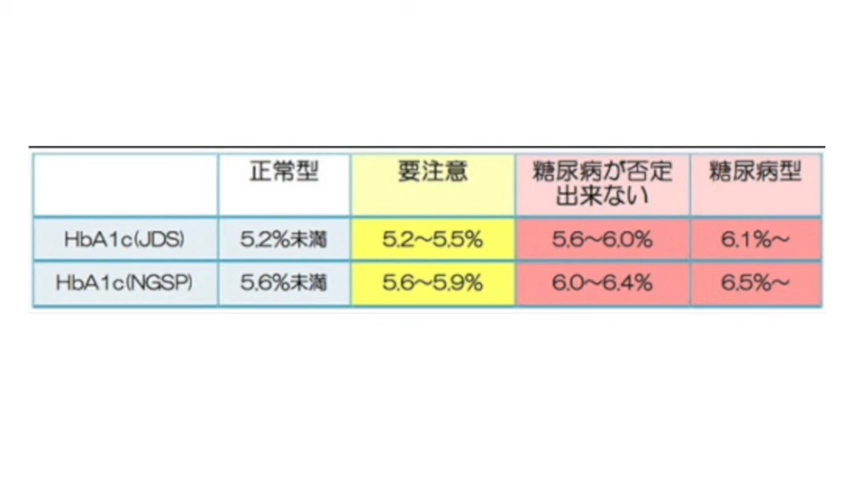 正常型 要注意 糖尿病が否定 糖尿病型
出来ない
HbA1c(JDS) 5.2%未満 5.2〜5.5% 5.6〜6.0% 6.1%〜
HbA1c(NGSP) 5.6%未満 5.6〜5.9% 6.0〜6.4% 6.5%〜